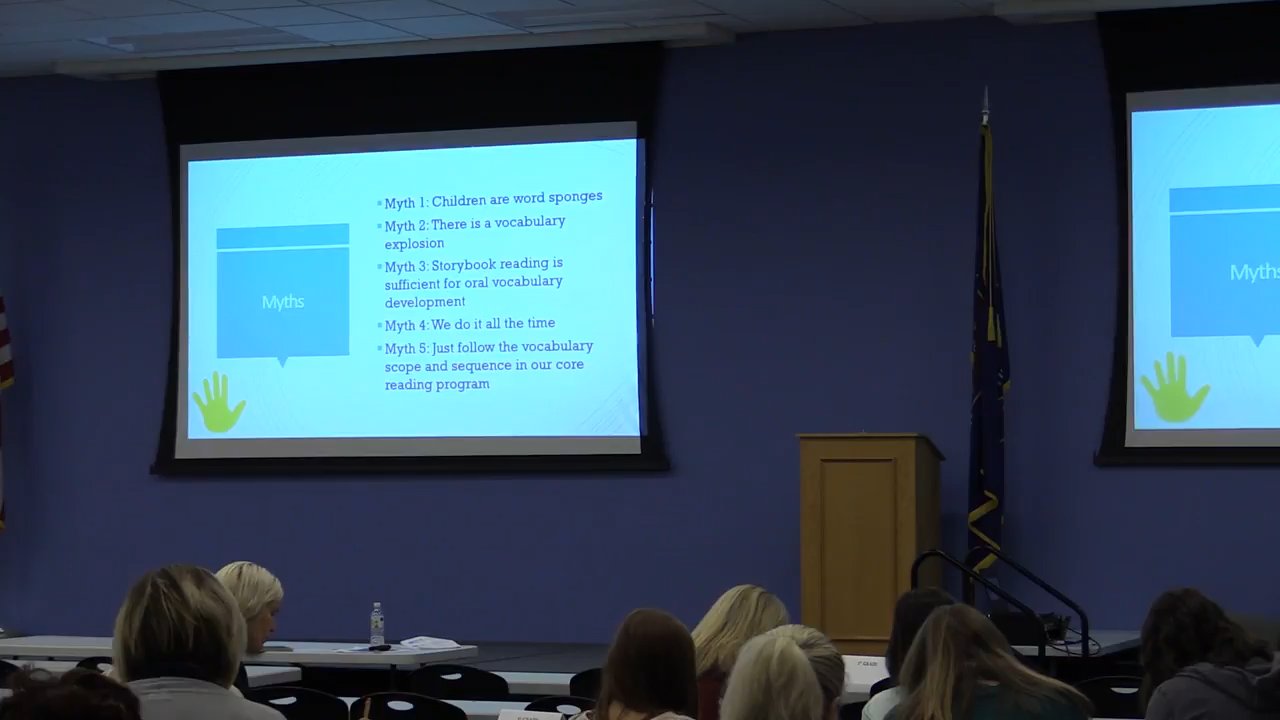 Myths
Myth 1: Children are word sponges
Myth 2: There is a vocabulary
explosion
Myth 3: Storybook reading is
sufficient for oral vocabulary
development
Myth 4: We do it all the time
Myth 5: Just follow the vocabulary
scope and sequence in our core
reading program
Myths